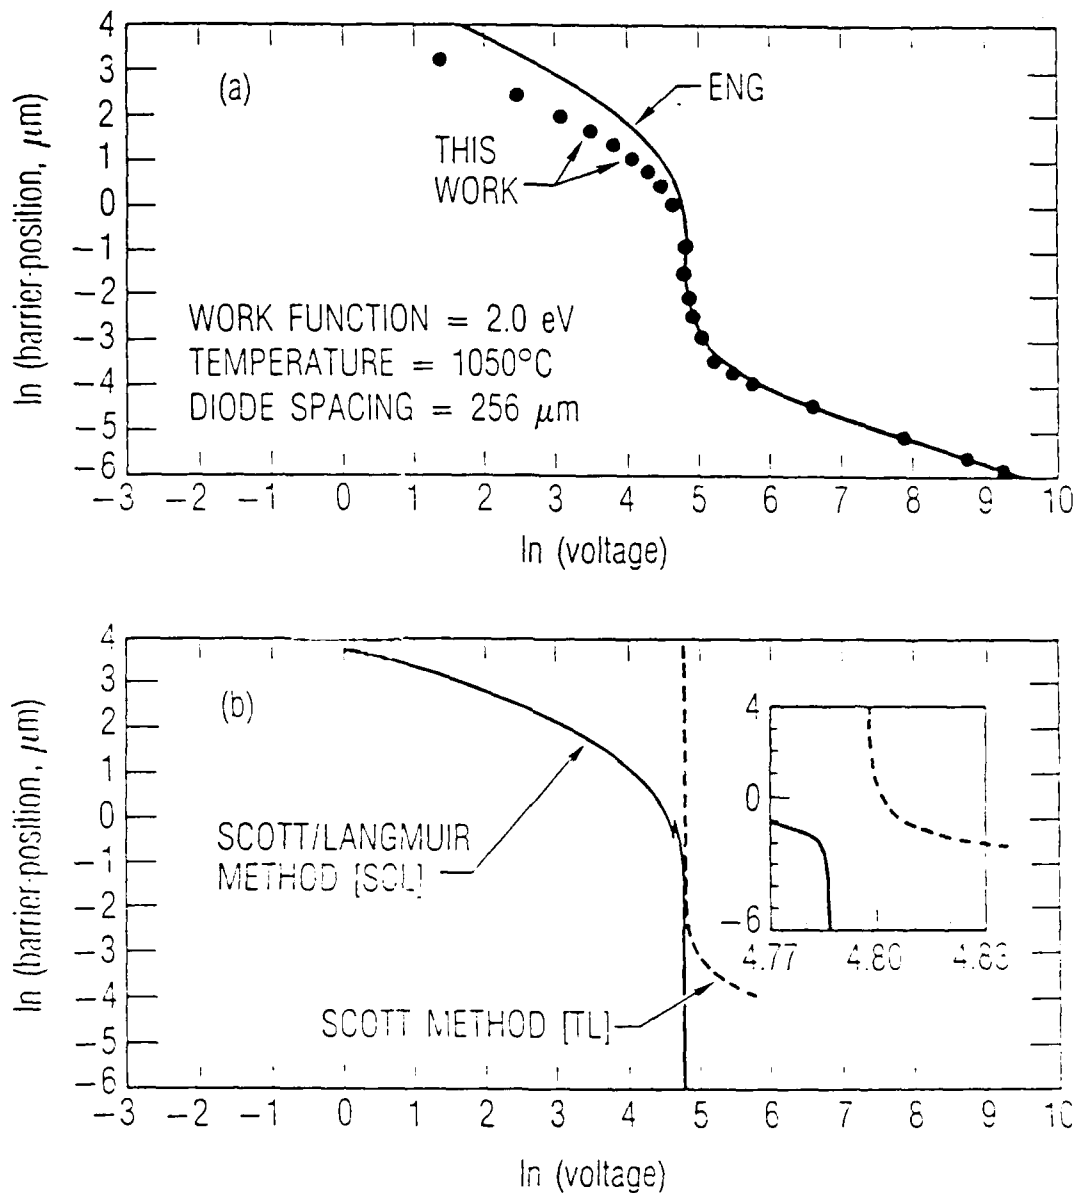 4
3
2
1
0
−1
−2
−3
−4
−5
−6
ln (barrier-position, μm)
(a)
ENG
THIS
WORK
WORK FUNCTION = 2.0 eV
TEMPERATURE = 1050°C
DIODE SPACING = 256 μm
−3 −2 −1 0 1 2 3 4 5 6 7 8 9 10
ln (voltage)
4
3
2
1
0
−1
−2
−3
−4
−5
−6
ln (barrier-position, μm)
(b)
SCOTT/LANGMUIR
METHOD [SCL]
SCOTT METHOD [TL]
4
0
−6
4.77 4.80 4.83
−3 −2 −1 0 1 2 3 4 5 6 7 8 9 10
ln (voltage)